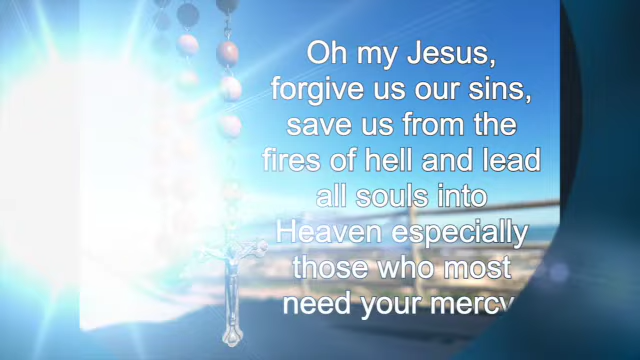 Oh my Jesus,
forgive us our sins,
save us from the
fires of hell and lead
all souls into
Heaven especially
those who most
need your mercy